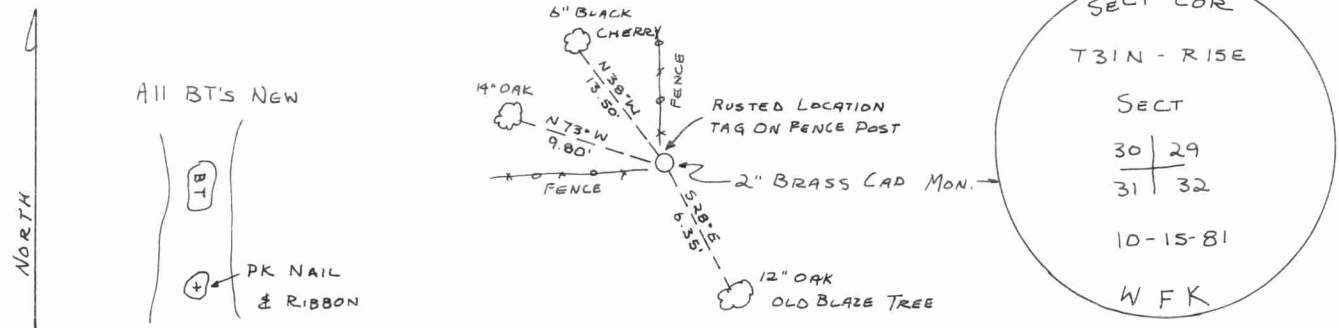 NORTH
All BT'S NEW
BT
PK NAIL
& RIBBON
6" BLACK
CHERRY
N 38° W
13.50'
FENCE
14" OAK
N 73° W
9.80'
FENCE
RUSTED LOCATION
TAG ON FENCE POST
2" BRASS CAD MON.
S 28° E
6.35'
12" OAK
OLD BLAZE TREE
SECT COR
T31N - R15E
SECT
30 | 29
31 | 32
10-15-81
W F K